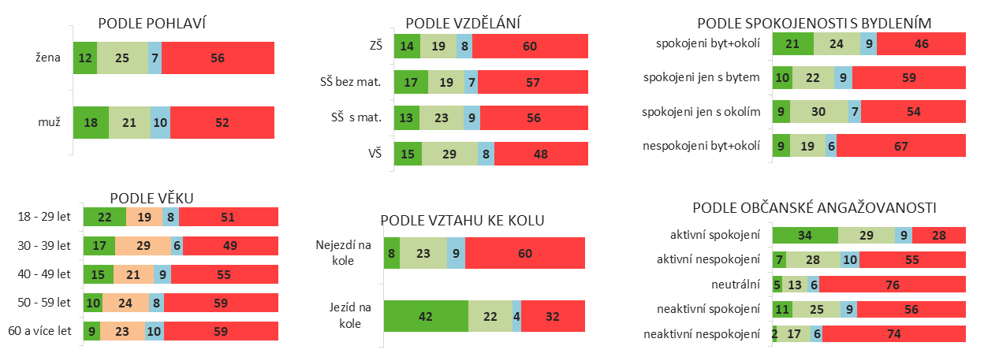 PODLE POHLAVÍ
žena 12 25 7 56
muž 18 21 10 52
PODLE VZDĚLÁNÍ
ZŠ 14 19 8 60
SŠ bez mat. 17 19 7 57
SŠ s mat. 13 23 9 56
VŠ 15 29 8 48
PODLE SPOKOJENOSTI S BYDLENÍM
spokojeni byt+okolí 21 24 9 46
spokojeni jen s bytem 10 22 9 59
spokojeni jen s okolím 9 30 7 54
nespokojeni byt+okolí 9 19 6 67
PODLE VĚKU
18 - 29 let 22 19 8 51
30 - 39 let 17 29 6 49
40 - 49 let 15 21 9 55
50 - 59 let 10 24 8 59
60 a více let 9 23 10 59
PODLE VZTAHU KE KOLU
Nejezdí na
kole 8 23 9 60
Jezíd na
kole 42 22 4 32
PODLE OBČANSKÉ ANGAŽOVANOSTI
aktivní spokojení 34 29 9 28
aktivní nespokojení 7 28 10 55
neutrální 5 13 6 76
neaktivní spokojení 11 25 9 56
neaktivní nespokojení 2 17 6 74